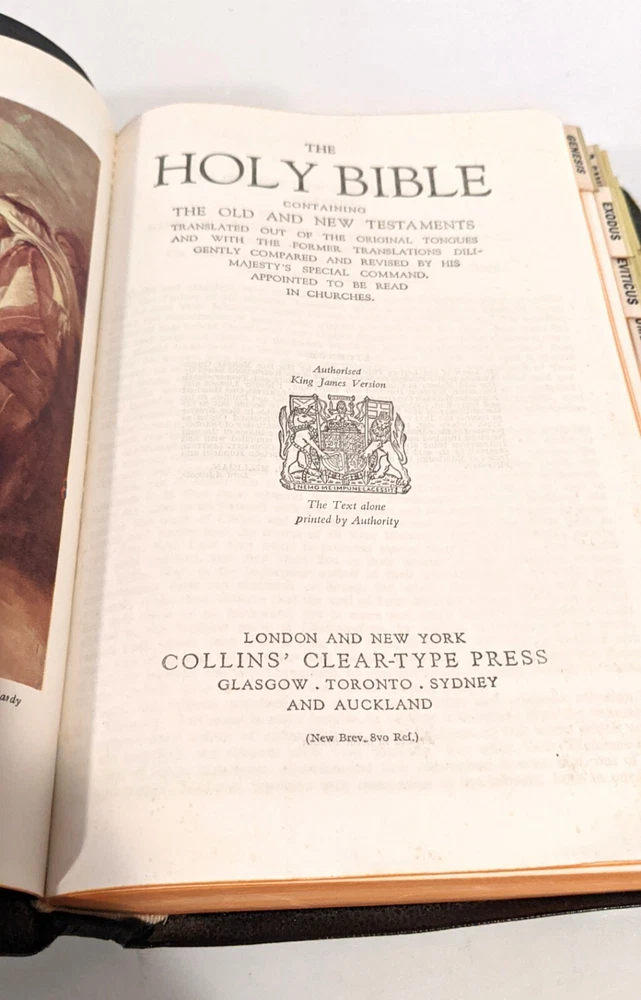 THE
HOLY BIBLE
CONTAINING
THE OLD AND NEW TESTAMENTS
TRANSLATED OUT OF THE ORIGINAL TONGUES
AND WITH THE FORMER TRANSLATIONS DILI-
GENTLY COMPARED AND REVISED BY HIS
MAJESTY'S SPECIAL COMMAND.
APPOINTED TO BE READ
IN CHURCHES.
Authorised
King James Version
NEMO ME IMPUNE LACESSIT
The Text alone
printed by Authority
LONDON AND NEW YORK
COLLINS' CLEAR-TYPE PRESS
GLASGOW . TORONTO . SYDNEY
AND AUCKLAND
(New Brev. 8vo Ref.)
GENESIS
EXODUS
EVITICUS
ardy